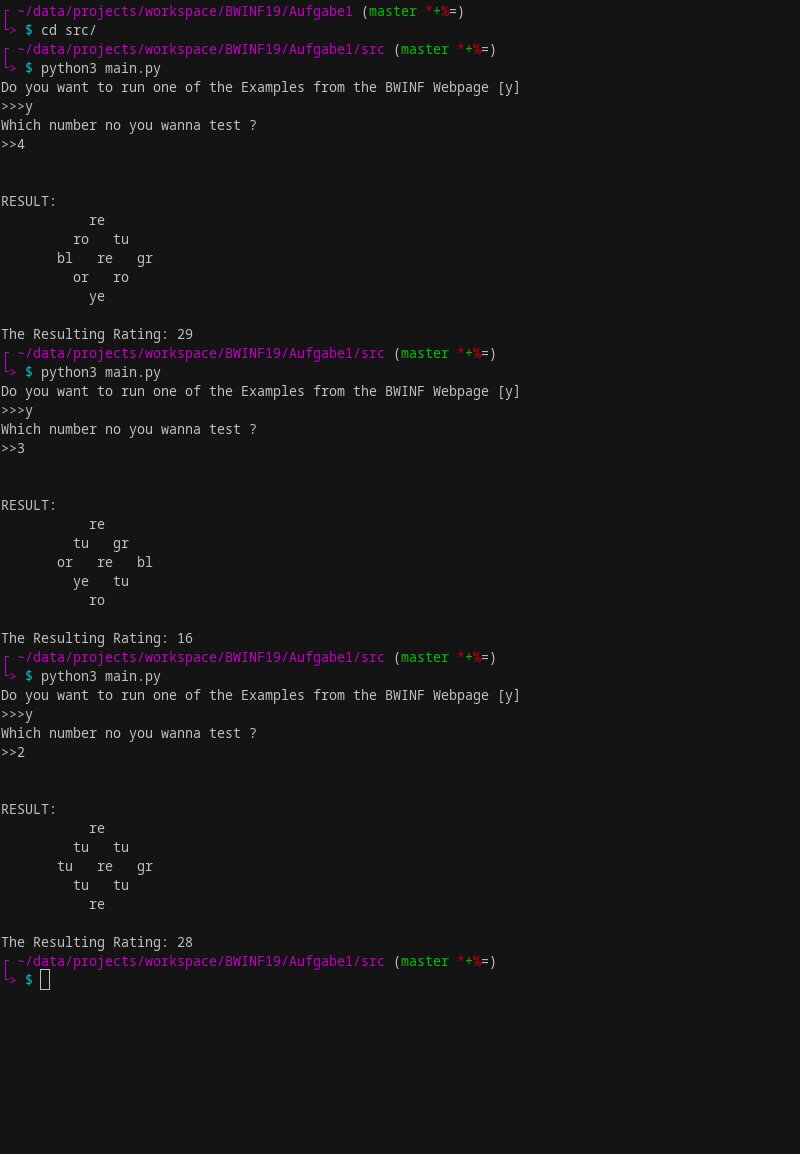 ┌ ~/data/projects/workspace/BWINF19/Aufgabe1 (master *+%=)
└> $ cd src/
┌ ~/data/projects/workspace/BWINF19/Aufgabe1/src (master *+%=)
└> $ python3 main.py
Do you want to run one of the Examples from the BWINF Webpage [y]
>>>y
Which number no you wanna test ?
>>4
RESULT:
re
ro   tu
bl   re   gr
or   ro
ye
The Resulting Rating: 29
┌ ~/data/projects/workspace/BWINF19/Aufgabe1/src (master *+%=)
└> $ python3 main.py
Do you want to run one of the Examples from the BWINF Webpage [y]
>>>y
Which number no you wanna test ?
>>3
RESULT:
re
tu   gr
or   re   bl
ye   tu
ro
The Resulting Rating: 16
┌ ~/data/projects/workspace/BWINF19/Aufgabe1/src (master *+%=)
└> $ python3 main.py
Do you want to run one of the Examples from the BWINF Webpage [y]
>>>y
Which number no you wanna test ?
>>2
RESULT:
re
tu   tu
tu   re   gr
tu   tu
re
The Resulting Rating: 28
┌ ~/data/projects/workspace/BWINF19/Aufgabe1/src (master *+%=)
└> $